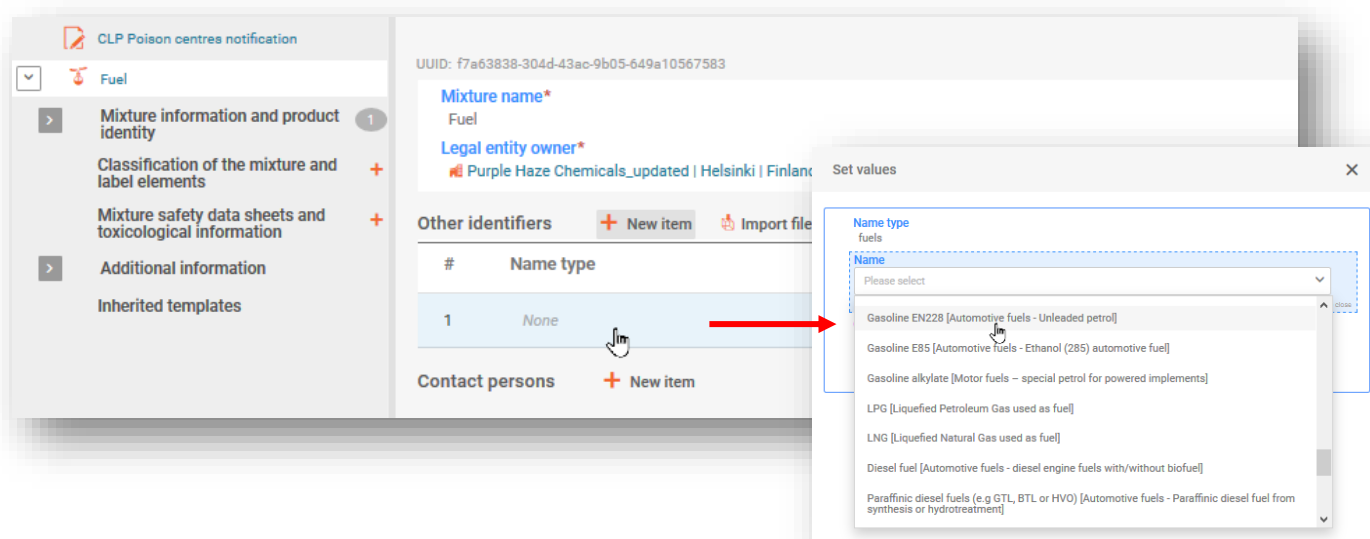 CLP Poison centres notification
Fuel
Mixture information and product
identity
1
Classification of the mixture and
label elements
Mixture safety data sheets and
toxicological information
Additional information
Inherited templates
UUID: f7a63838-304d-43ac-9b05-649a10567583
Mixture name*
Fuel
Legal entity owner*
Purple Haze Chemicals_updated | Helsinki | Finland
Other identifiers
+ New item
Import file
# Name type
1 None
Contact persons
+ New item
Set values
Name type
fuels
Name
Please select
close
Gasoline EN228 [Automotive fuels - Unleaded petrol]
Gasoline E85 [Automotive fuels - Ethanol (285) automotive fuel]
Gasoline alkylate [Motor fuels – special petrol for powered implements]
LPG [Liquefied Petroleum Gas used as fuel]
LNG [Liquefied Natural Gas used as fuel]
Diesel fuel [Automotive fuels - diesel engine fuels with/without biofuel]
Paraffinic diesel fuels (e.g GTL, BTL or HVO) [Automotive fuels - Paraffinic diesel fuel from
synthesis or hydrotreatment]